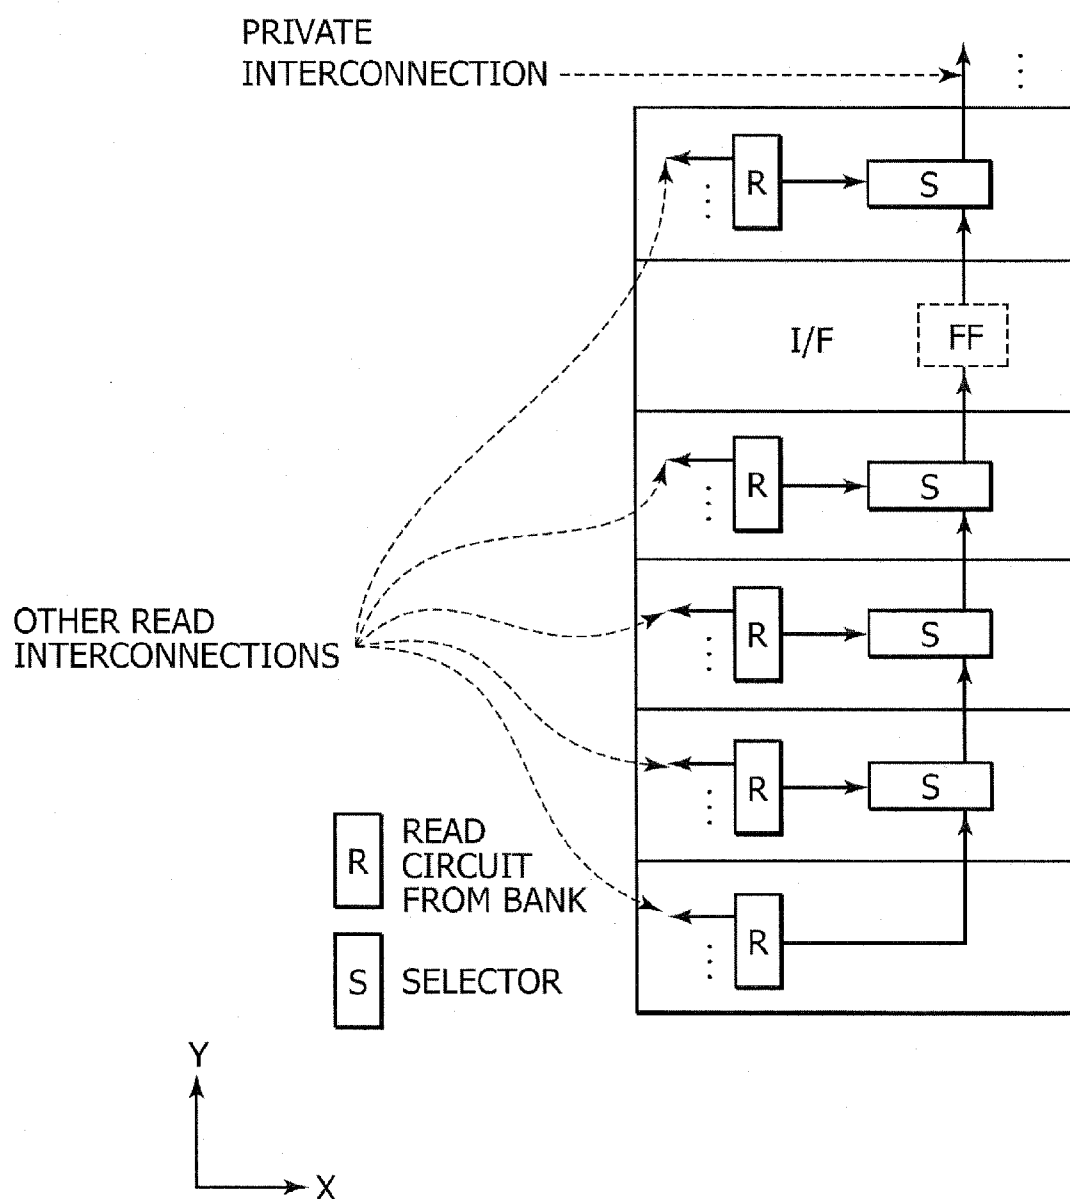 PRIVATE
INTERCONNECTION
R
S
I/F
FF
R
S
R
S
OTHER READ
INTERCONNECTIONS
R
S
R
READ
CIRCUIT
FROM BANK
R
S
SELECTOR
Y
X